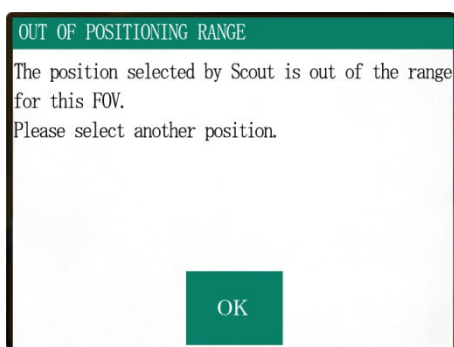 OUT OF POSITIONING RANGE
The position selected by Scout is out of the range
for this FOV.
Please select another position.
OK